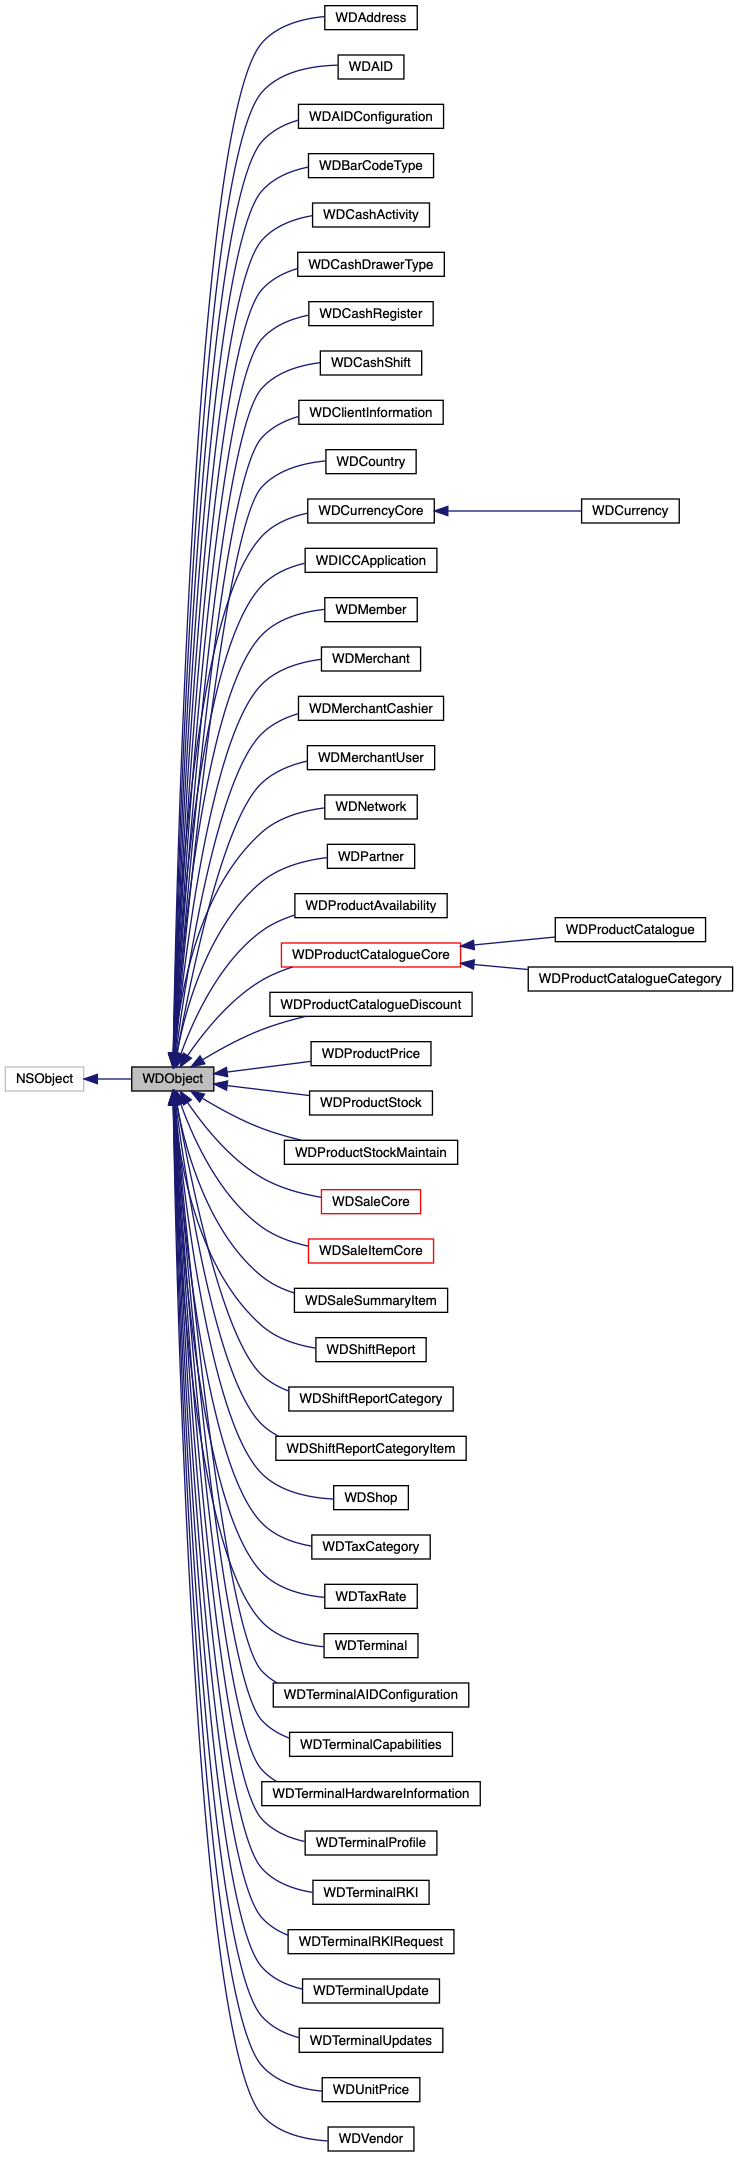 WDAddress
WDAID
WDAIDConfiguration
WDBarCodeType
WDCashActivity
WDCashDrawerType
WDCashRegister
WDCashShift
WDClientInformation
WDCountry
WDCurrencyCore
WDCurrency
WDICCApplication
WDMember
WDMerchant
WDMerchantCashier
WDMerchantUser
WDNetwork
WDPartner
WDProductAvailability
WDProductCatalogue
WDProductCatalogueCore
WDProductCatalogueCategory
WDProductCatalogueDiscount
WDProductPrice
NSObject
WDObject
WDProductStock
WDProductStockMaintain
WDSaleCore
WDSaleItemCore
WDSaleSummaryItem
WDShiftReport
WDShiftReportCategory
WDShiftReportCategoryItem
WDShop
WDTaxCategory
WDTaxRate
WDTerminal
WDTerminalAIDConfiguration
WDTerminalCapabilities
WDTerminalHardwareInformation
WDTerminalProfile
WDTerminalRKI
WDTerminalRKIRequest
WDTerminalUpdate
WDTerminalUpdates
WDUnitPrice
WDVendor